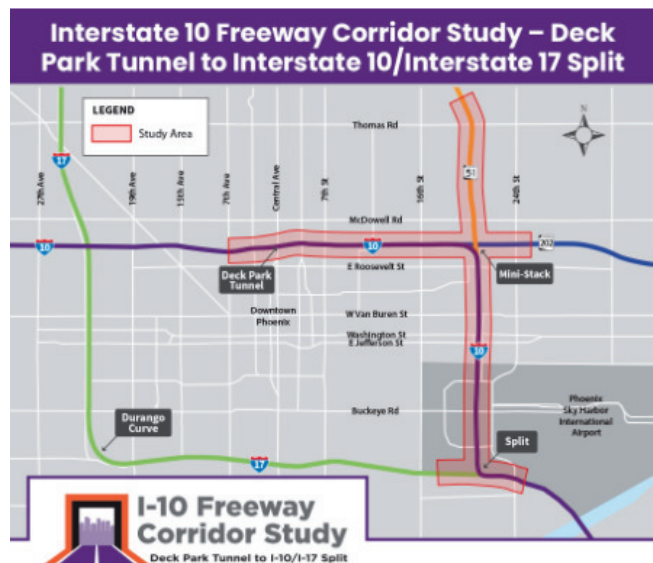 Interstate 10 Freeway Corridor Study – Deck
Park Tunnel to Interstate 10/Interstate 17 Split
LEGEND
Study Area
N
Thomas Rd
17
51
27th Ave
19th Ave
15th Ave
7th Ave
Central Ave
7th St
16th St
24th St
McDowell Rd
10
10
202
E Roosevelt St
Deck Park
Tunnel
Mini-Stack
Downtown
Phoenix
W Van Buren St
Washington St
E Jefferson St
10
Buckeye Rd
Phoenix
Sky Harbor
International
Airport
Durango
Curve
Split
17
I-10 Freeway
Corridor Study
Deck Park Tunnel to I-10/I-17 Split